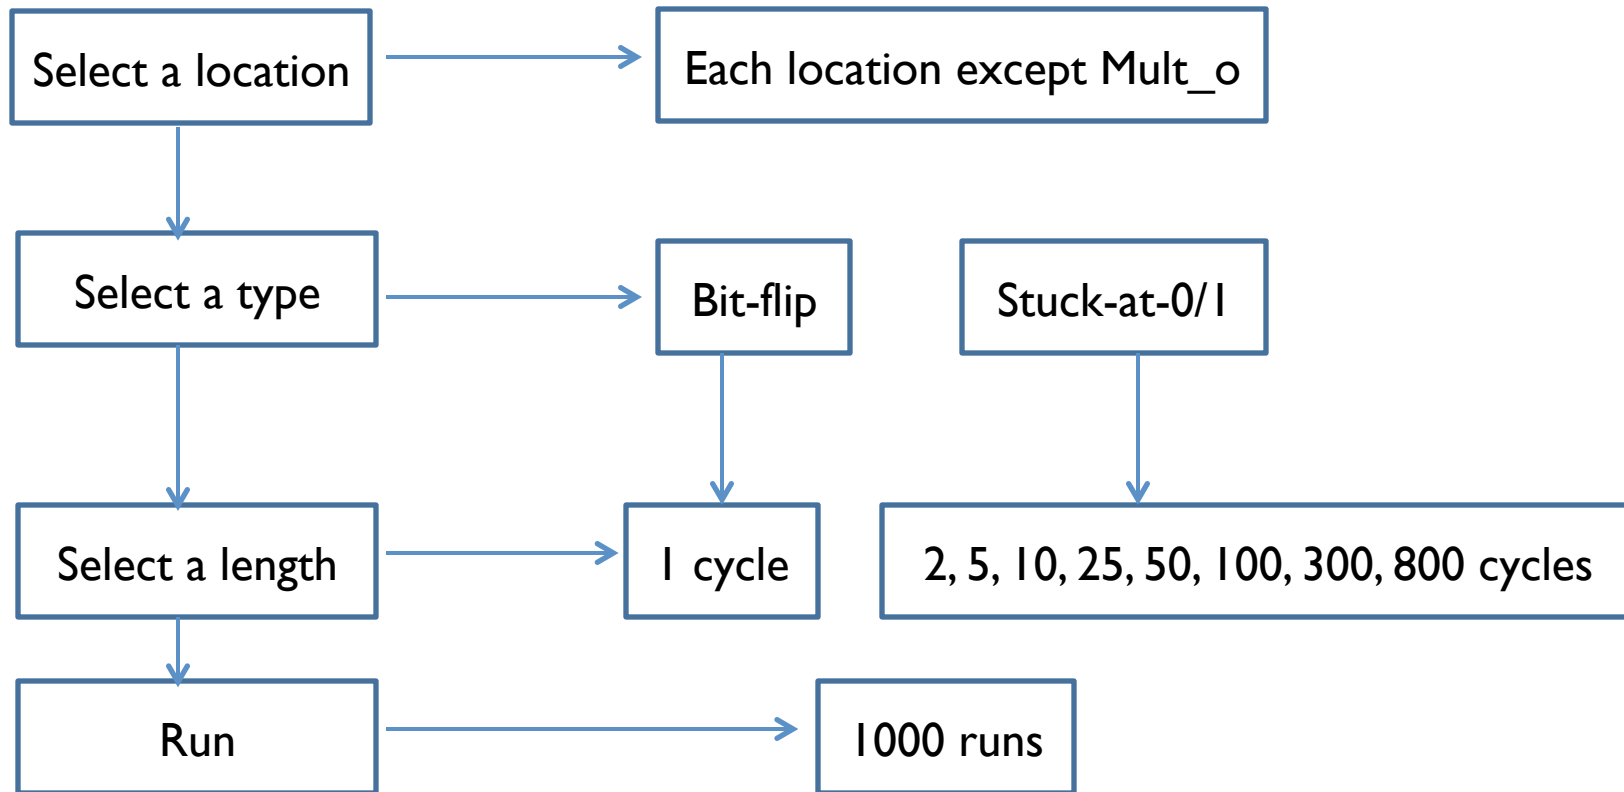 Select a location
Each location except Mult_o
Select a type
Bit-flip
Stuck-at-0/1
Select a length
1 cycle
2, 5, 10, 25, 50, 100, 300, 800 cycles
Run
1000 runs